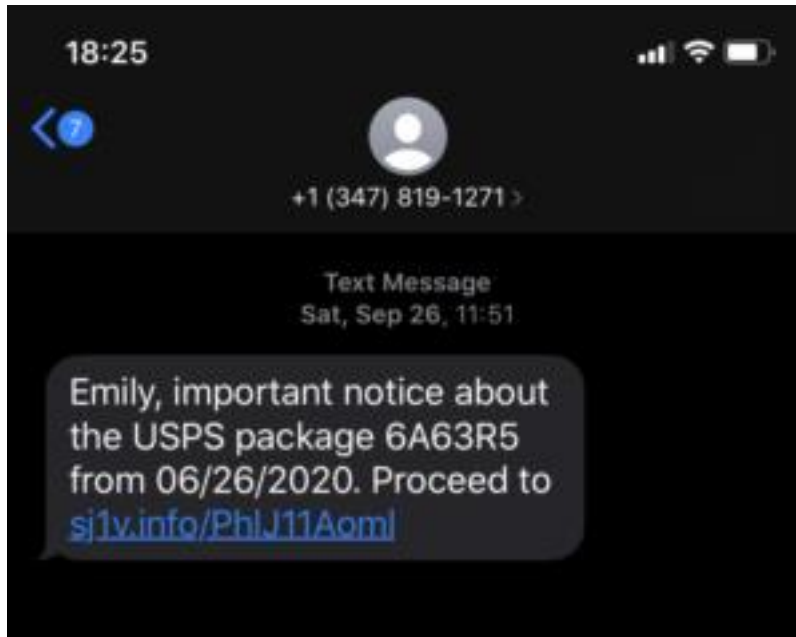 18:25
7
+1 (347) 819-1271 >
Text Message
Sat, Sep 26, 11:51
Emily, important notice about
the USPS package 6A63R5
from 06/26/2020. Proceed to
sj1v.info/PhlJ11Aoml